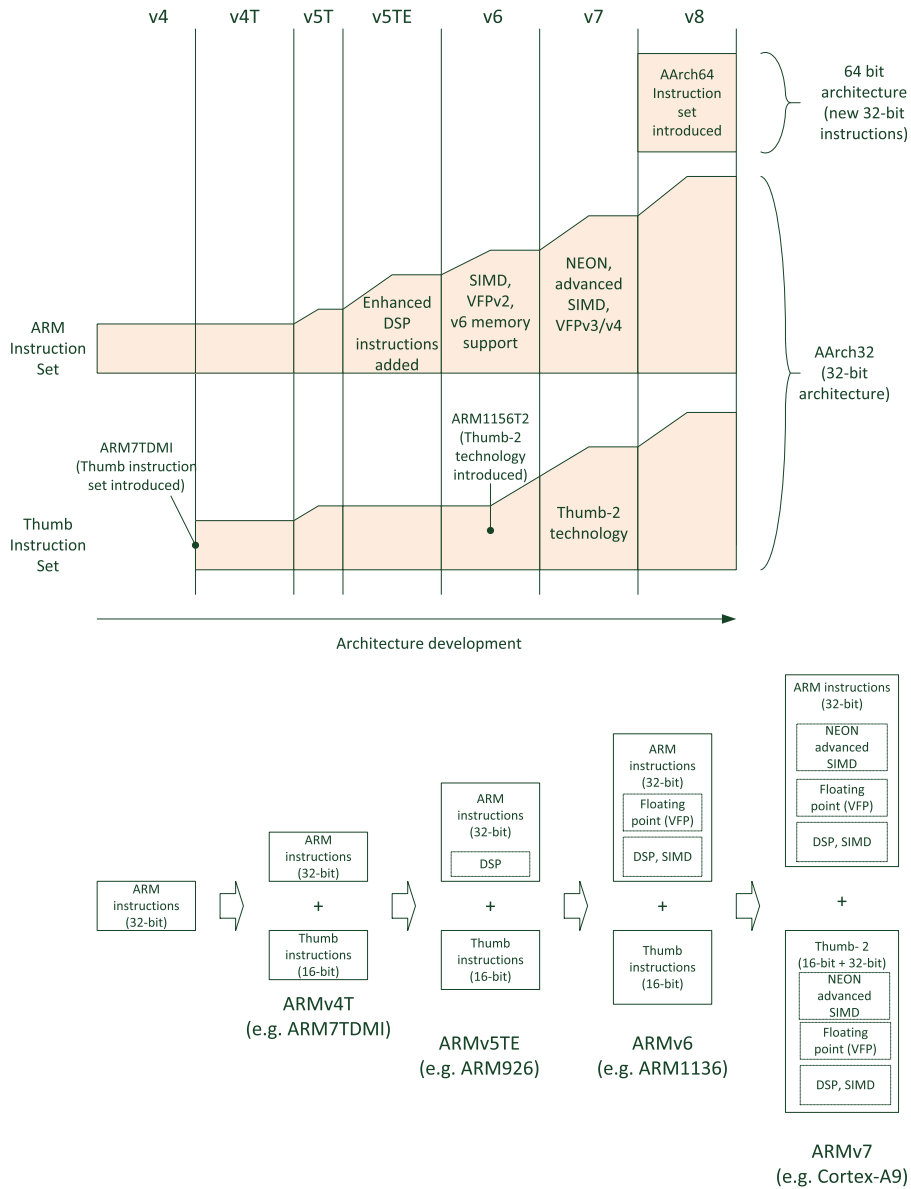 v4
v4T
v5T
v5TE
v6
v7
v8
AArch64
Instruction
set
introduced
64 bit
architecture
(new 32-bit
instructions)
ARM
Instruction
Set
Enhanced
DSP
instructions
added
SIMD,
VFPv2,
v6 memory
support
NEON,
advanced
SIMD,
VFPv3/v4
AArch32
(32-bit
architecture)
ARM7TDMI
(Thumb instruction
set introduced)
ARM1156T2
(Thumb-2
technology
introduced)
Thumb
Instruction
Set
Thumb-2
technology
Architecture development
ARM
instructions
(32-bit)
ARM
instructions
(32-bit)
+
Thumb
instructions
(16-bit)
ARMv4T
(e.g. ARM7TDMI)
ARM
instructions
(32-bit)
DSP
+
Thumb
instructions
(16-bit)
ARMv5TE
(e.g. ARM926)
ARM
instructions
(32-bit)
Floating
point (VFP)
DSP, SIMD
+
Thumb
instructions
(16-bit)
ARMv6
(e.g. ARM1136)
ARM instructions
(32-bit)
NEON
advanced
SIMD
Floating
point (VFP)
DSP, SIMD
+
Thumb- 2
(16-bit + 32-bit)
NEON
advanced
SIMD
Floating
point (VFP)
DSP, SIMD
ARMv7
(e.g. Cortex-A9)